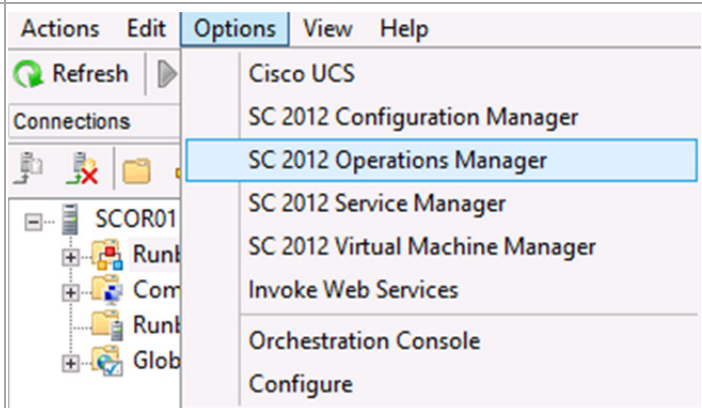 Actions Edit Options View Help
Refresh
Connections
SCOR01
Cisco UCS
SC 2012 Configuration Manager
SC 2012 Operations Manager
SC 2012 Service Manager
SC 2012 Virtual Machine Manager
Invoke Web Services
Orchestration Console
Configure